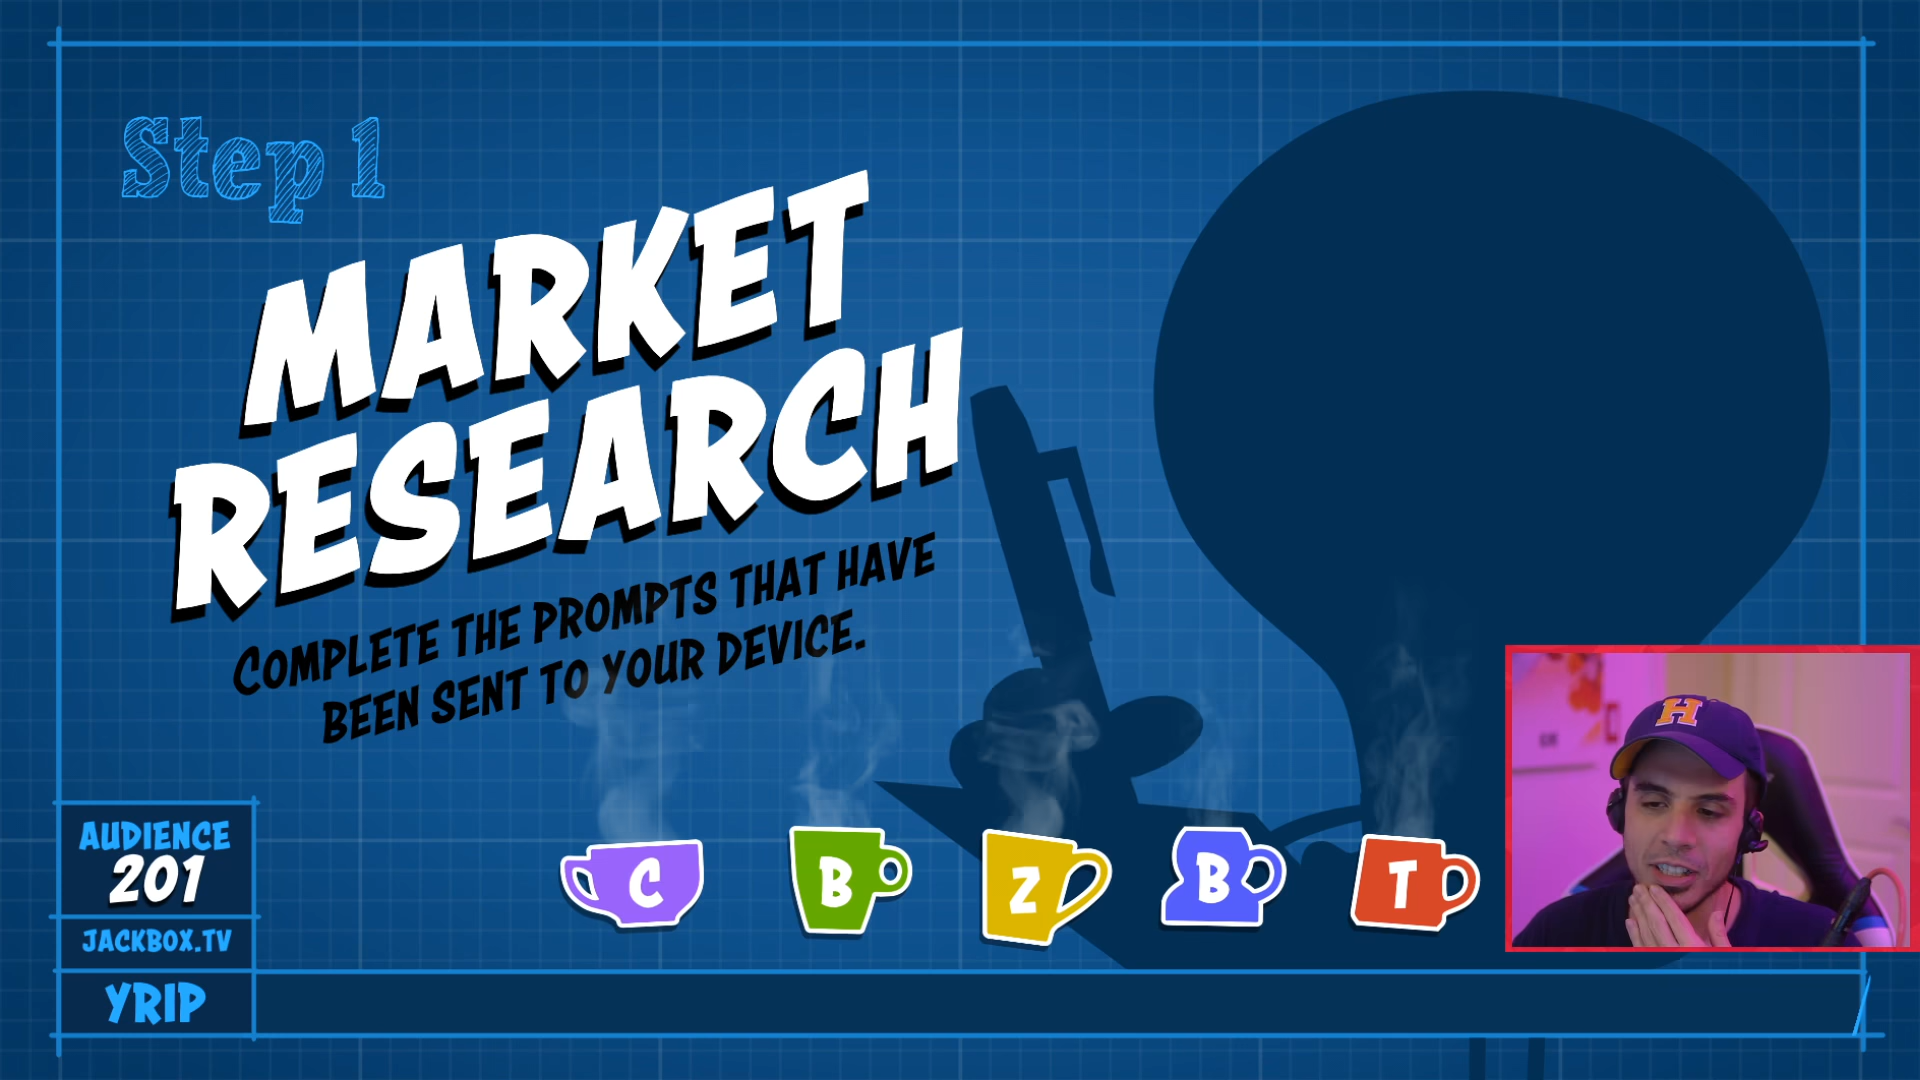 Step 1
MARKET
RESEARCH
COMPLETE THE PROMPTS THAT HAVE
BEEN SENT TO YOUR DEVICE.
AUDIENCE
201
JACKBOX.TV
YRIP
C
B
Z
B
T
H